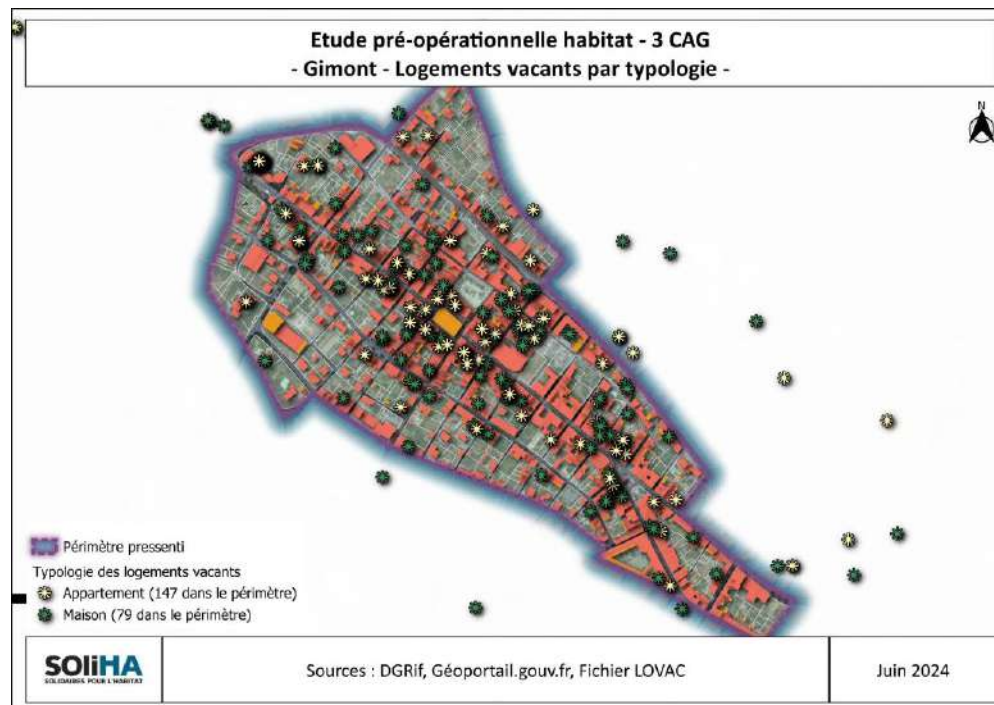 Etude pré-opérationnelle habitat - 3 CAG
- Gimont - Logements vacants par typologie -
N
Périmètre pressenti
Typologie des logements vacants
Appartement (147 dans le périmètre)
Maison (79 dans le périmètre)
SOliHA
SOLIDAIRES POUR L'HABITAT
Sources : DGRif, Géoportail.gouv.fr, Fichier LOVAC
Juin 2024